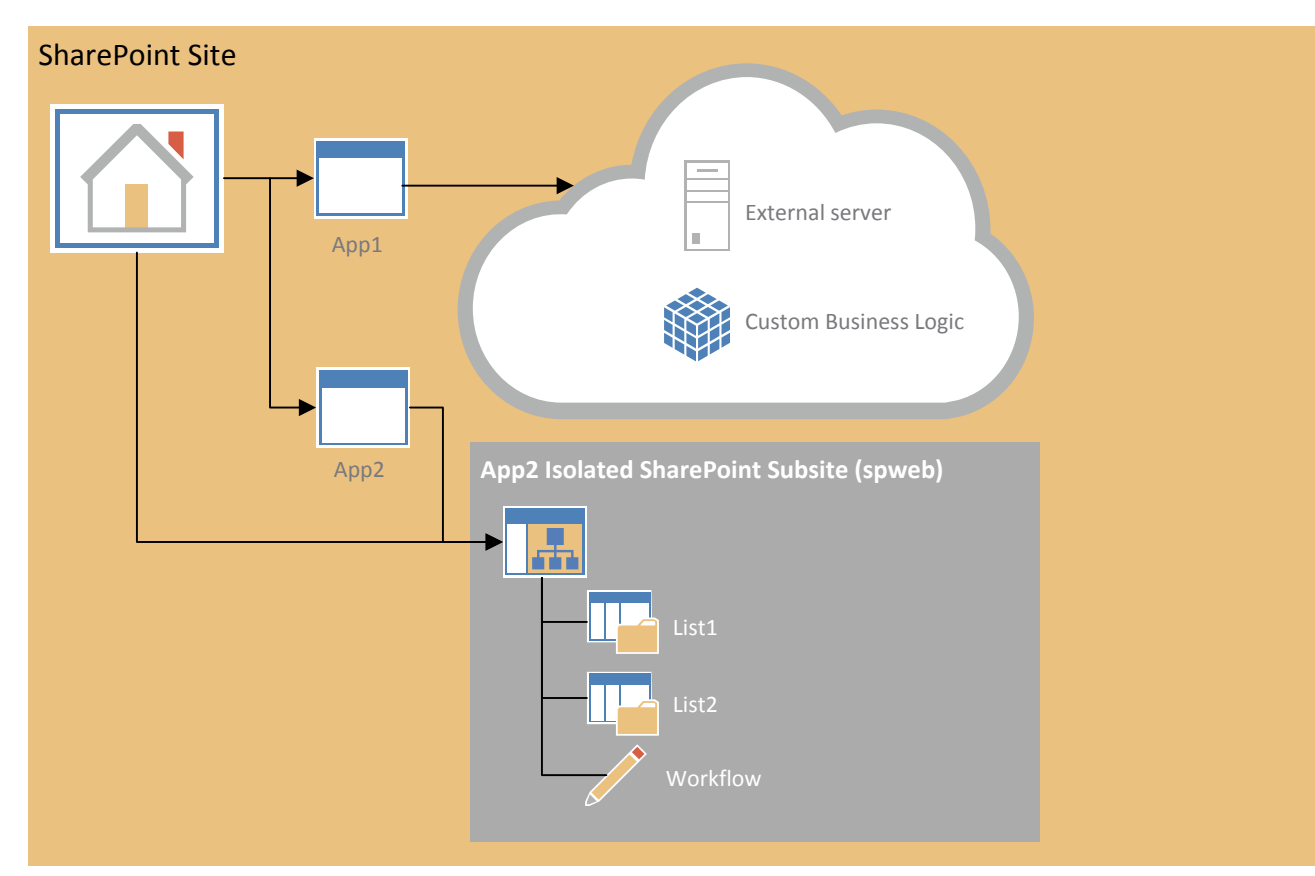 SharePoint Site
External server
App1
Custom Business Logic
App2
App2 Isolated SharePoint Subsite (spweb)
List1
List2
Workflow